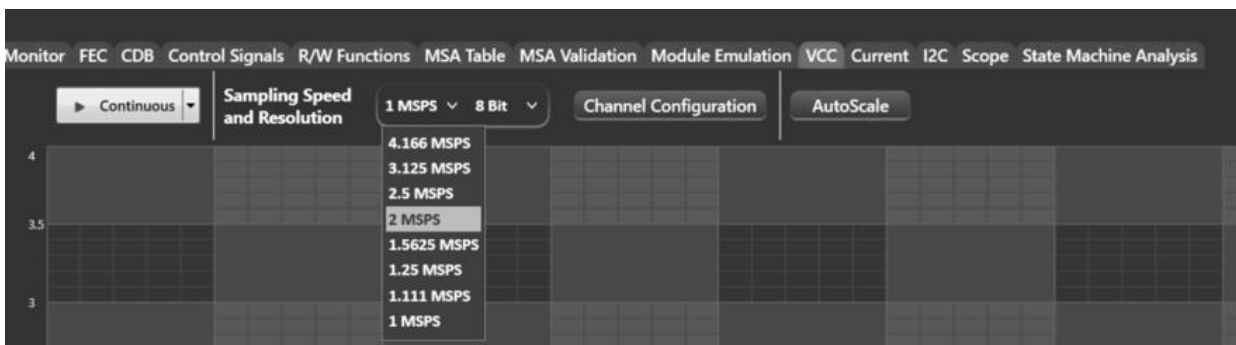 Monitor FEC CDB Control Signals R/W Functions MSA Table MSA Validation Module Emulation VCC Current I2C Scope State Machine Analysis
Continuous
Sampling Speed
and Resolution
1 MSPS 8 Bit
Channel Configuration
AutoScale
4.166 MSPS
3.125 MSPS
2.5 MSPS
2 MSPS
1.5625 MSPS
1.25 MSPS
1.111 MSPS
1 MSPS
4
3.5
3